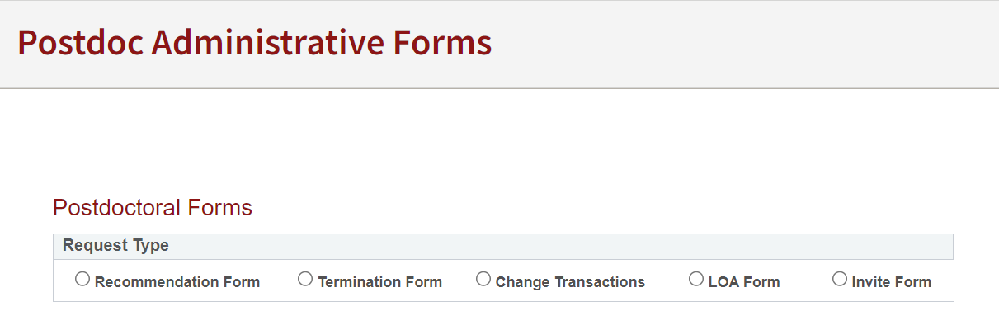 Postdoc Administrative Forms
Postdoctoral Forms
Request Type
Recommendation Form Termination Form Change Transactions LOA Form Invite Form